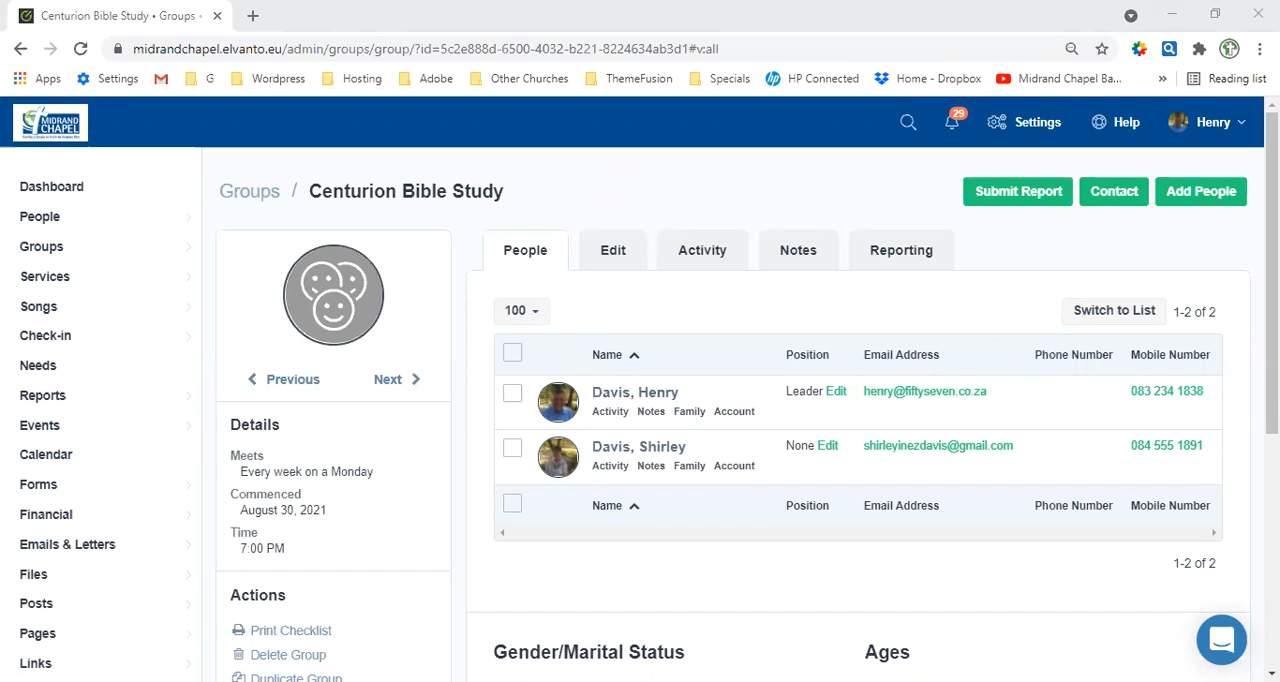 Centurion Bible Study • Groups
midrandchapel.elvanto.eu/admin/groups/group/?id=5c2e888d-6500-4032-b221-8224634ab3d1#v:all
Apps Settings G Wordpress Hosting Adobe Other Churches ThemeFusion Specials HP Connected Home - Dropbox Midrand Chapel Ba... » Reading list
MIDRAND
CHAPEL
29
Settings Help Henry
Dashboard
People
Groups
Services
Songs
Check-in
Needs
Reports
Events
Calendar
Forms
Financial
Emails & Letters
Files
Posts
Pages
Links
Groups / Centurion Bible Study
Submit Report Contact Add People
Previous Next
Details
Meets
Every week on a Monday
Commenced
August 30, 2021
Time
7:00 PM
Actions
Print Checklist
Delete Group
Duplicate Group
People Edit Activity Notes Reporting
100 Switch to List 1-2 of 2
Name Position Email Address Phone Number Mobile Number
Davis, Henry Leader Edit henry@fiftyseven.co.za 083 234 1838
Activity Notes Family Account
Davis, Shirley None Edit shirleyinezdavis@gmail.com 084 555 1891
Activity Notes Family Account
Name Position Email Address Phone Number Mobile Number
1-2 of 2
Gender/Marital Status Ages